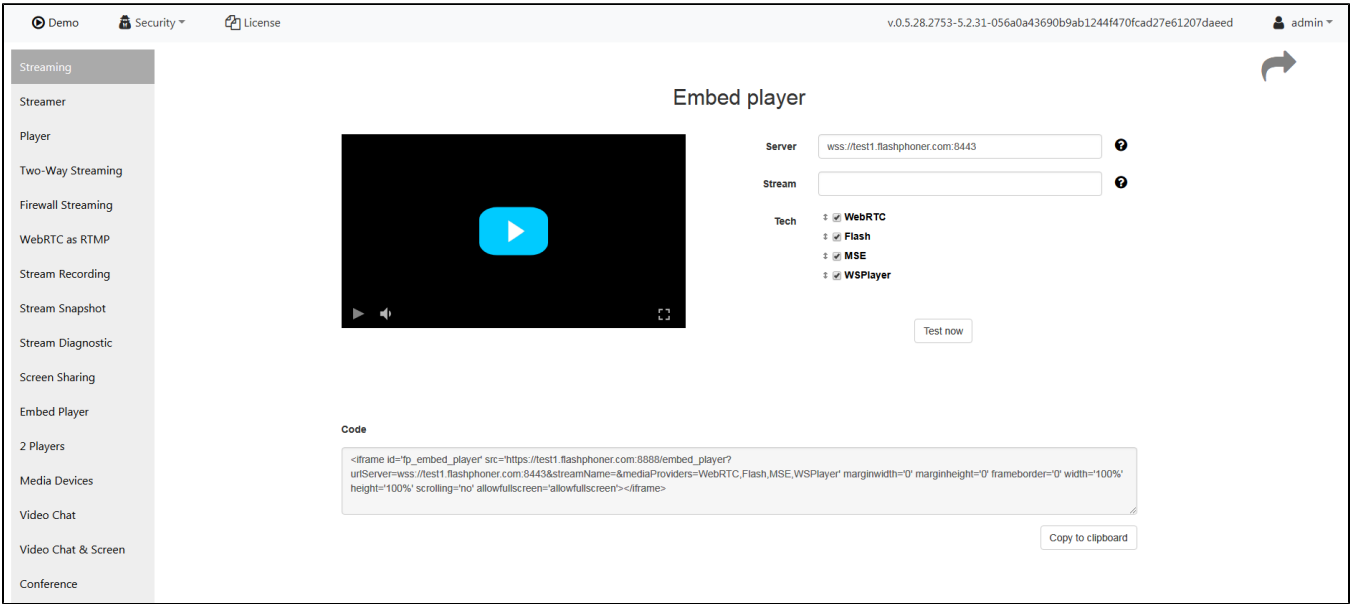 Demo Security License v.0.5.28.2753-5.2.31-056a0a43690b9ab1244f470fcad27e61207daeed admin
Streaming
Streamer
Player
Two-Way Streaming
Firewall Streaming
WebRTC as RTMP
Stream Recording
Stream Snapshot
Stream Diagnostic
Screen Sharing
Embed Player
2 Players
Media Devices
Video Chat
Video Chat & Screen
Conference
Embed player
Server wss://test1.flashphoner.com:8443
Stream
Tech WebRTC
Flash
MSE
WSPlayer
Test now
Code
<iframe id='fp_embed_player' src='https://test1.flashphoner.com:8888/embed_player?
urlServer=wss://test1.flashphoner.com:8443&streamName=&mediaProviders=WebRTC,Flash,MSE,WSPlayer' marginwidth='0' marginheight='0' frameborder='0' width='100%'
height='100%' scrolling='no' allowfullscreen='allowfullscreen'></iframe>
Copy to clipboard